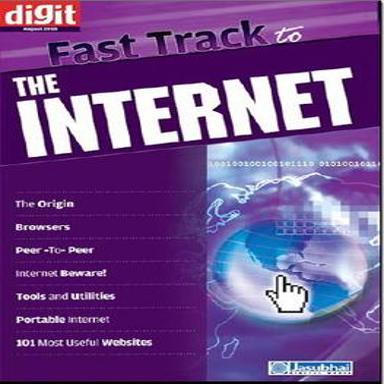 digit
Fast Track to
THE
INTERNET
The Origin
Browsers
Peer -To- Peer
Internet Beware!
Tools and Utilities
Portable Internet
101 Most Useful Websites
Jasubhai